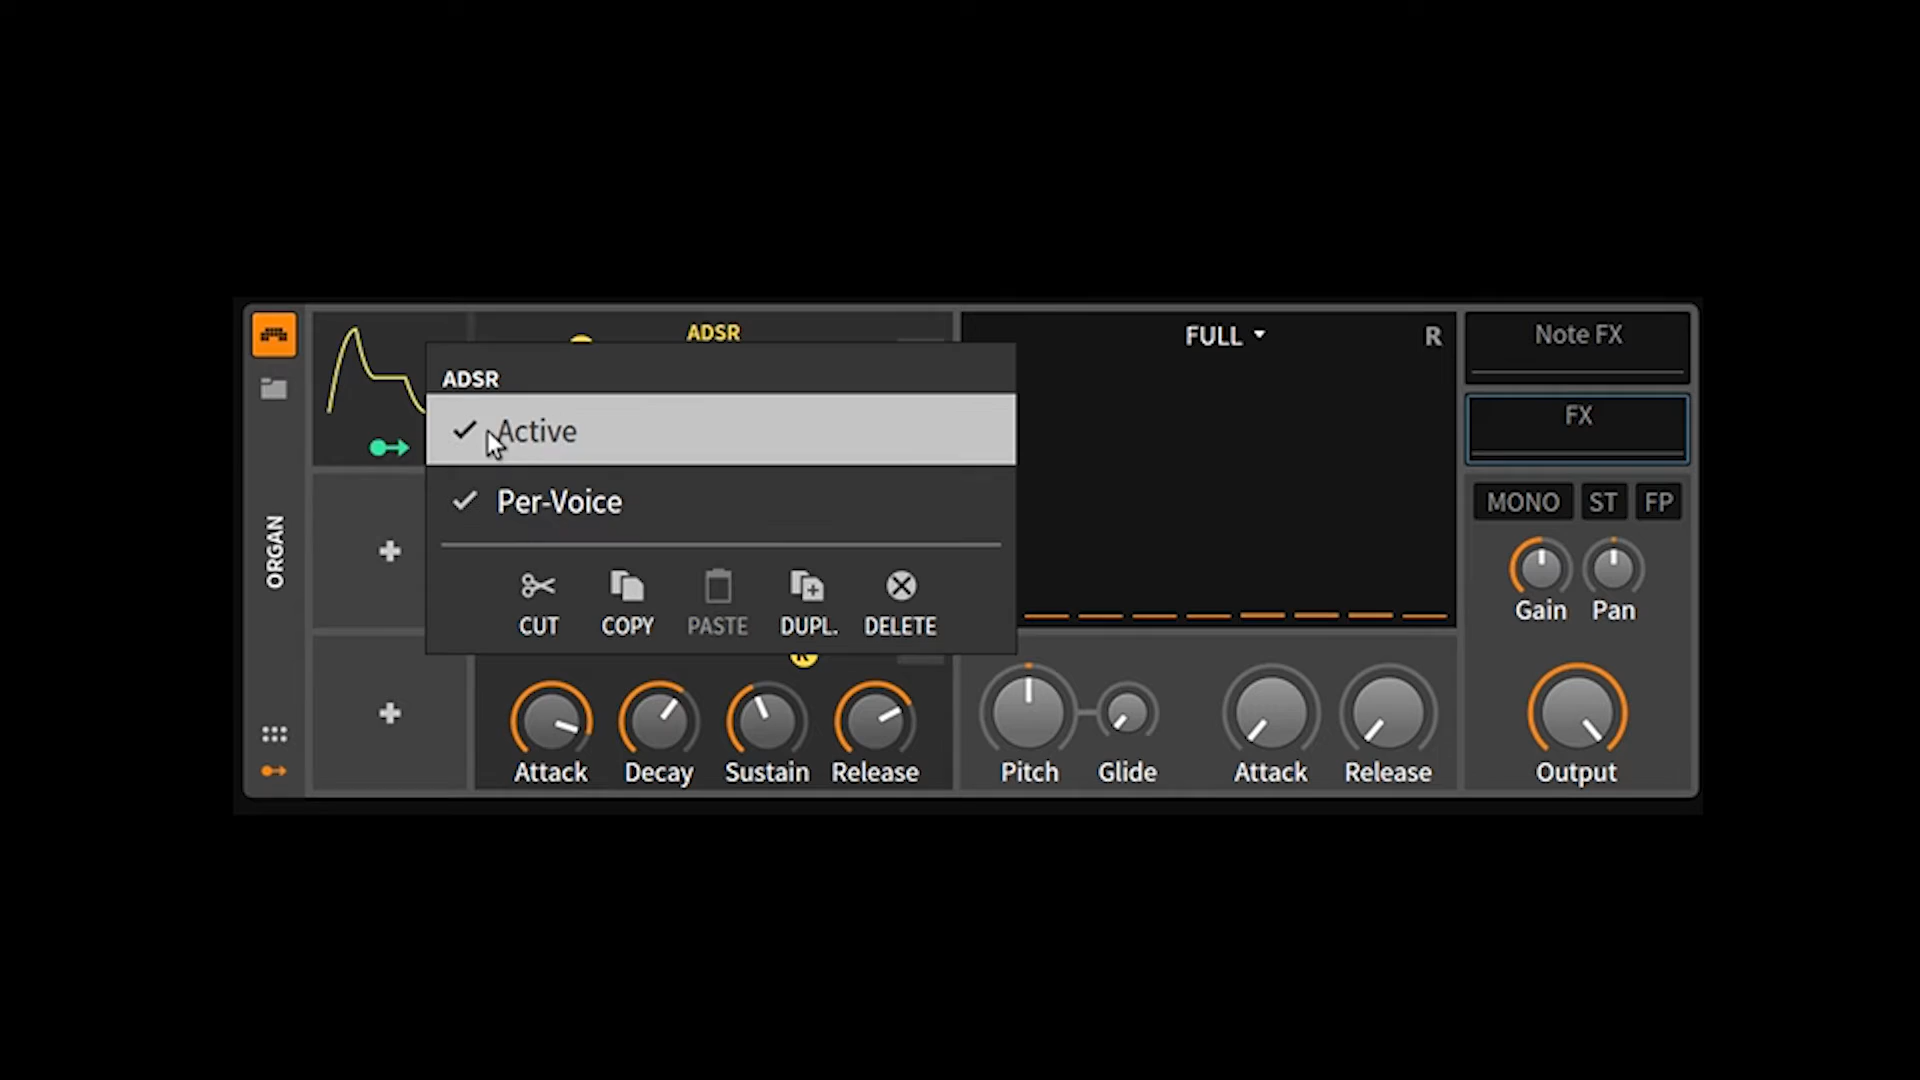 ADSR
FULL
R
Note FX
ADSR
Active
FX
Per-Voice
MONO
ST
FP
ORGAN
CUT
COPY
PASTE
DUPL.
DELETE
Gain
Pan
R
Attack
Decay
Sustain
Release
Pitch
Glide
Attack
Release
Output